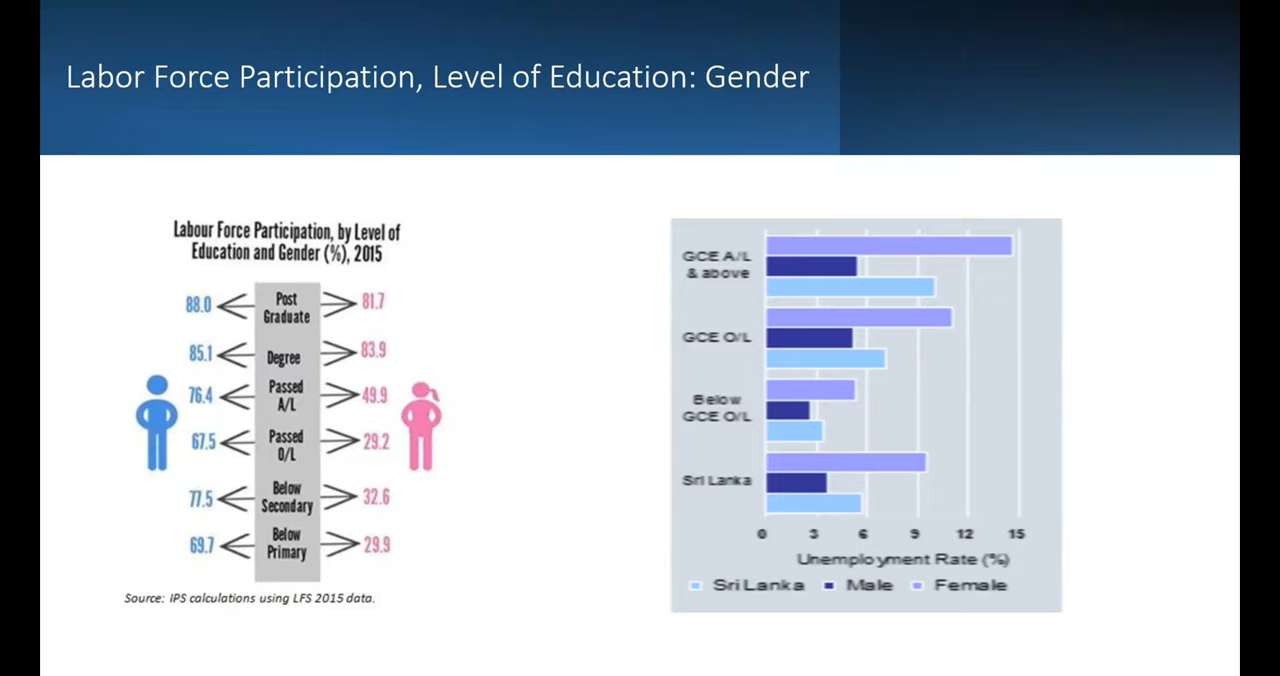 Labor Force Participation, Level of Education: Gender
Labour Force Participation, by Level of
Education and Gender (%), 2015
88.0
Post
Graduate
81.7
85.1
Degree
83.9
76.4
Passed
A/L
49.9
67.5
Passed
O/L
29.2
77.5
Below
Secondary
32.6
69.7
Below
Primary
29.9
Source: IPS calculations using LFS 2015 data.
GCE A/L
& above
GCE O/L
Below
GCE O/L
Sri Lanka
0 3 6 9 12 15
Unemployment Rate (%)
Sri Lanka Male Female